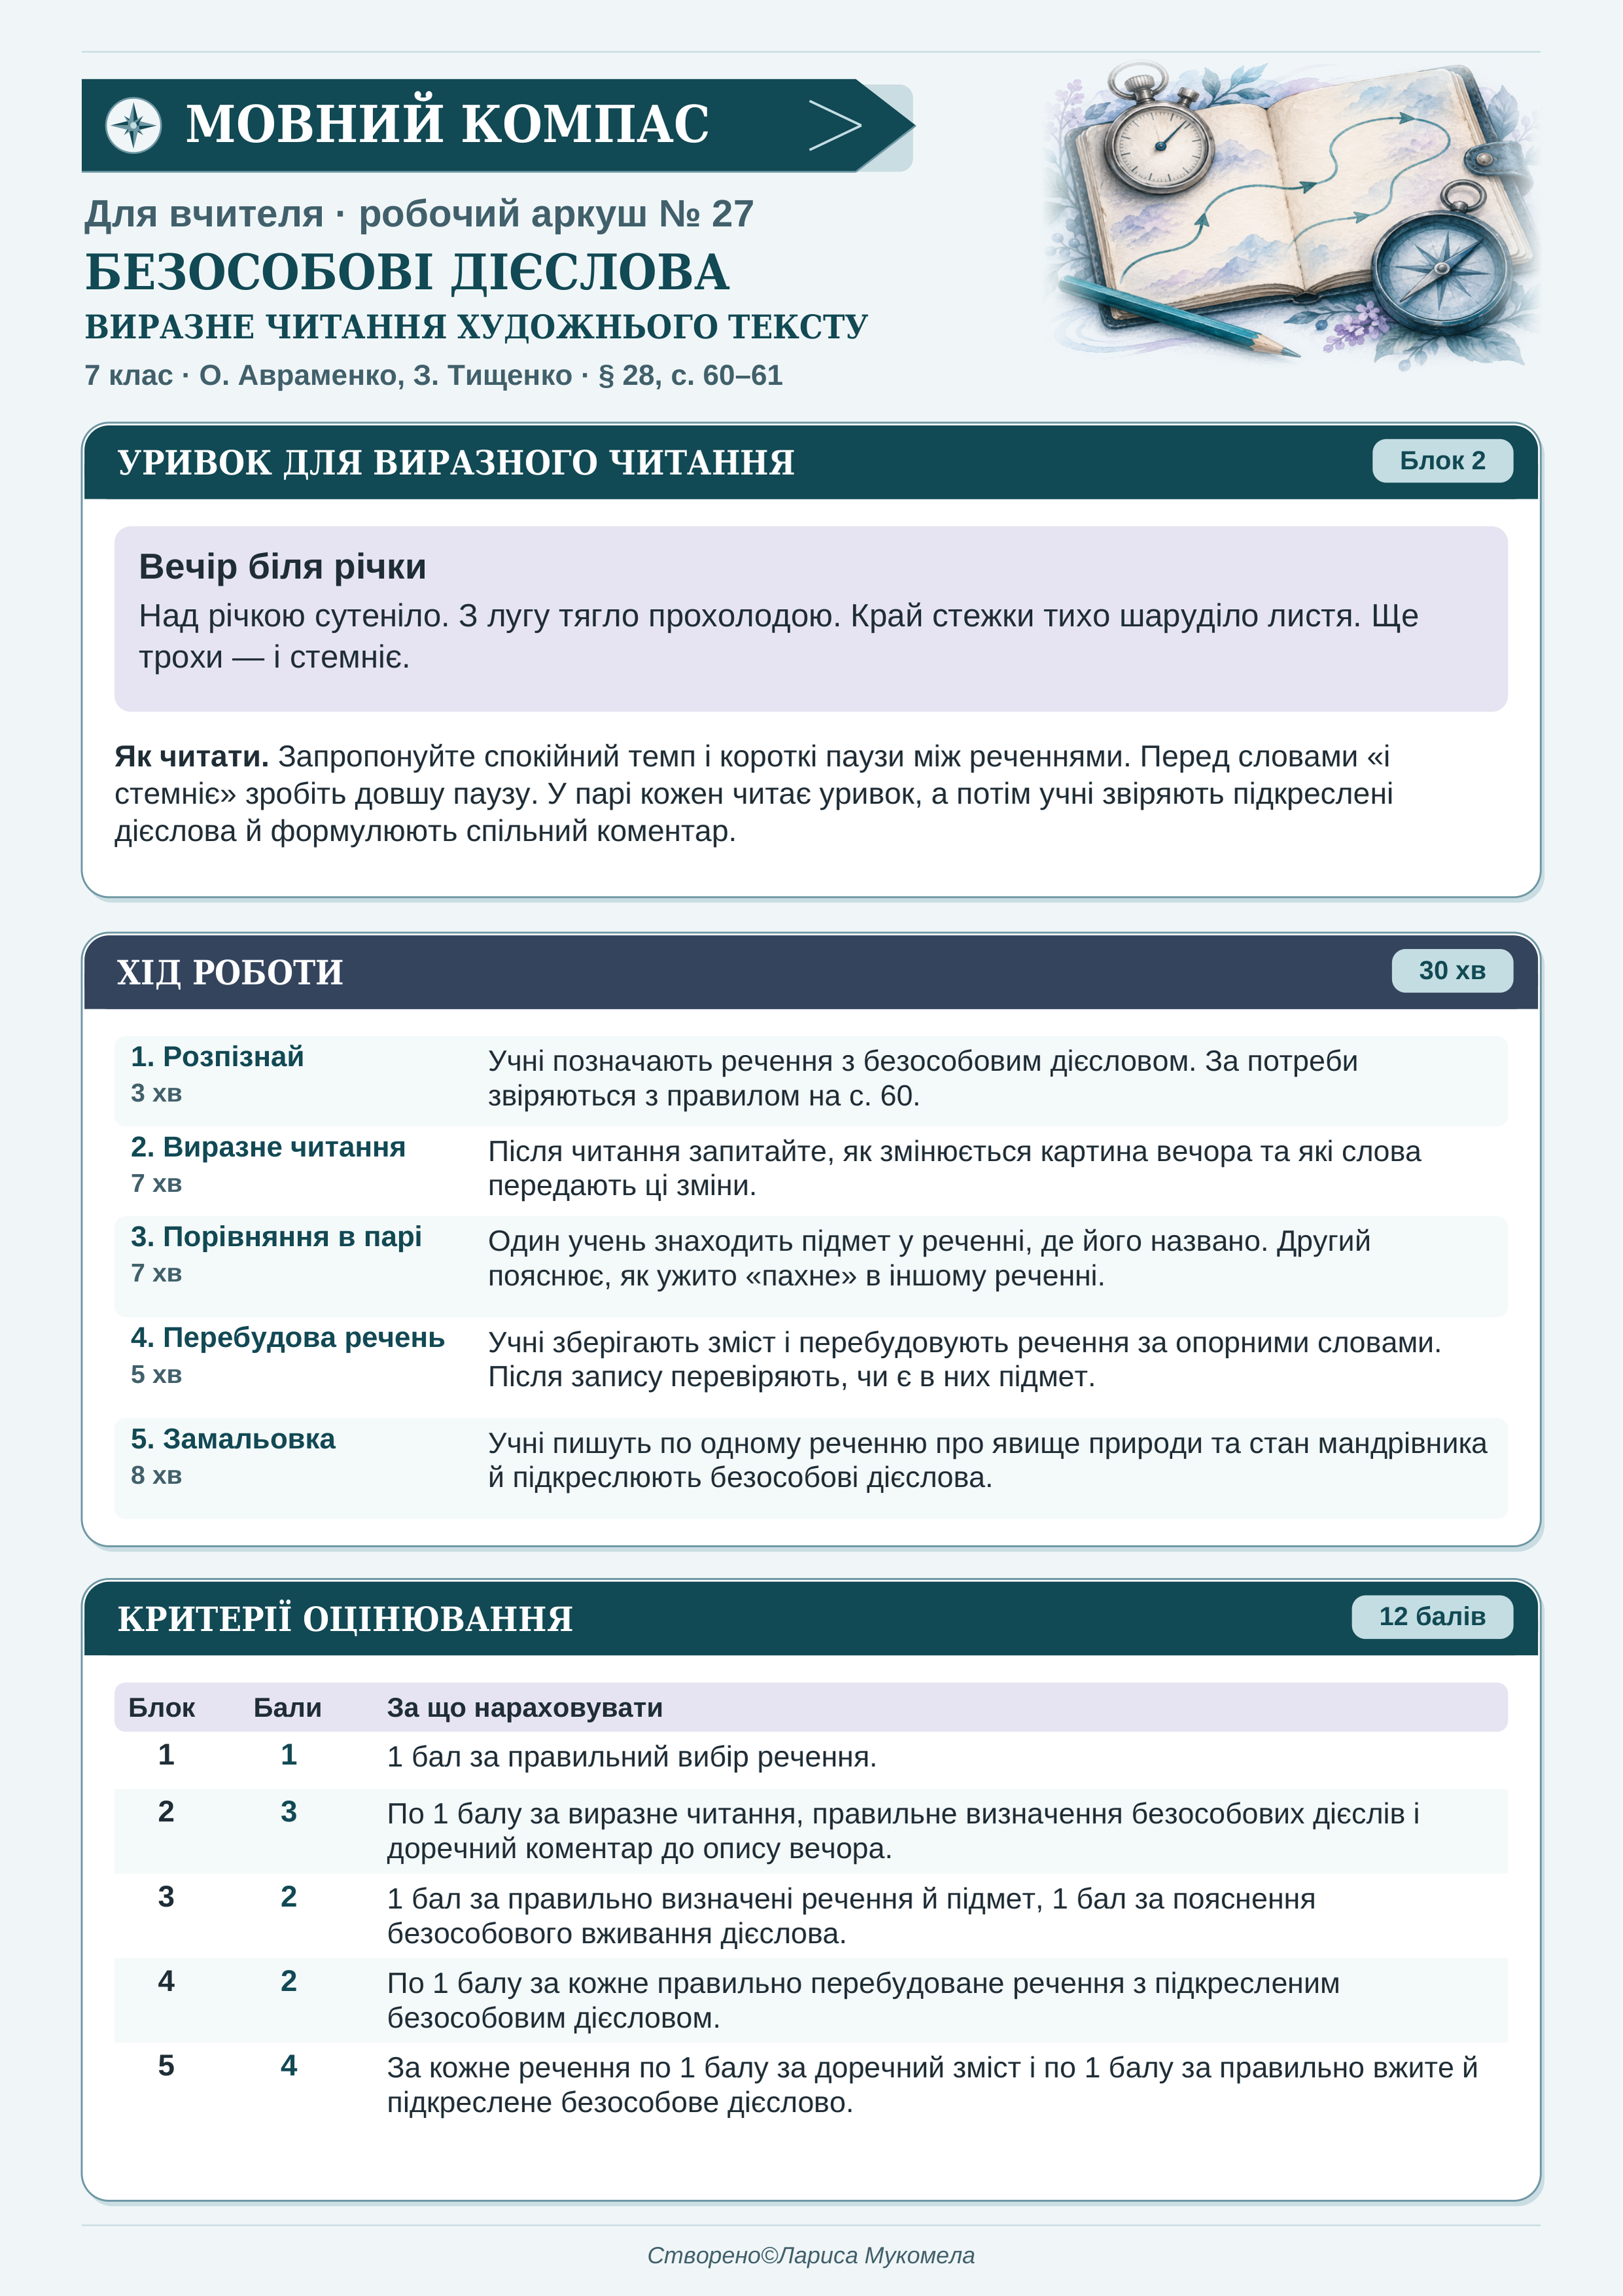 МОВНИЙ КОМПАС
Для вчителя · робочий аркуш № 27
БЕЗОСОБОВІ ДІЄСЛОВА
ВИРАЗНЕ ЧИТАННЯ ХУДОЖНЬОГО ТЕКСТУ
7 клас · О. Авраменко, З. Тищенко · § 28, с. 60–61
УРИВОК ДЛЯ ВИРАЗНОГО ЧИТАННЯ
Блок 2
Вечір біля річки
Над річкою сутеніло. З лугу тягло прохолодою. Край стежки тихо шаруділо листя. Ще
трохи — і стемніє.
Як читати. Запропонуйте спокійний темп і короткі паузи між реченнями. Перед словами «і
стемніє» зробіть довшу паузу. У парі кожен читає уривок, а потім учні звіряють підкреслені
дієслова й формулюють спільний коментар.
ХІД РОБОТИ
30 хв
1. Розпізнай
3 хв
Учні позначають речення з безособовим дієсловом. За потреби
звіряються з правилом на с. 60.
2. Виразне читання
7 хв
Після читання запитайте, як змінюється картина вечора та які слова
передають ці зміни.
3. Порівняння в парі
7 хв
Один учень знаходить підмет у реченні, де його названо. Другий
пояснює, як ужито «пахне» в іншому реченні.
4. Перебудова речень
5 хв
Учні зберігають зміст і перебудовують речення за опорними словами.
Після запису перевіряють, чи є в них підмет.
5. Замальовка
8 хв
Учні пишуть по одному реченню про явище природи та стан мандрівника
й підкреслюють безособові дієслова.
КРИТЕРІЇ ОЦІНЮВАННЯ
12 балів
Блок Бали За що нараховувати
1 1 1 бал за правильний вибір речення.
2 3 По 1 балу за виразне читання, правильне визначення безособових дієслів і
доречний коментар до опису вечора.
3 2 1 бал за правильно визначені речення й підмет, 1 бал за пояснення
безособового вживання дієслова.
4 2 По 1 балу за кожне правильно перебудоване речення з підкресленим
безособовим дієсловом.
5 4 За кожне речення по 1 балу за доречний зміст і по 1 балу за правильно вжите й
підкреслене безособове дієслово.
Створено©Лариса Мукомела